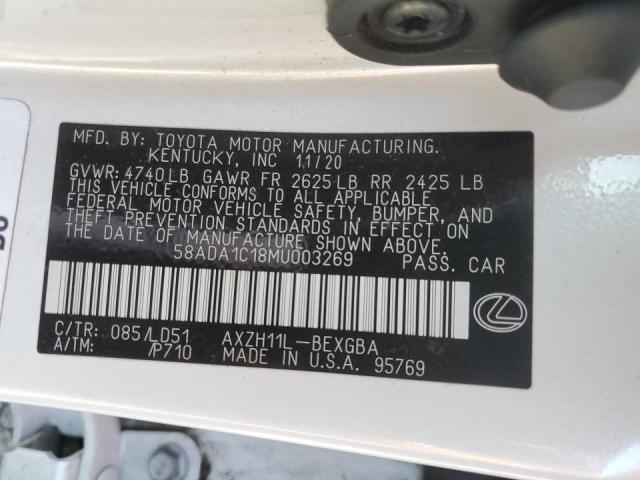 MFD. BY: TOYOTA MOTOR MANUFACTURING.
KENTUCKY, INC 11/20
GVWR: 4740LB GAWR FR 2625 LB RR 2425 LB
THIS VEHICLE CONFORMS TO ALL APPLICABLE
FEDERAL MOTOR VEHICLE SAFETY, BUMPER, AND
THEFT PREVENTION STANDARDS IN EFFECT ON
THE DATE OF MANUFACTURE SHOWN ABOVE.
58ADA1C18MU003269 PASS. CAR
C/TR: 085/LD51 AXZH11L-BEXGBA
A/TM: /P710 MADE IN U.S.A. 95769